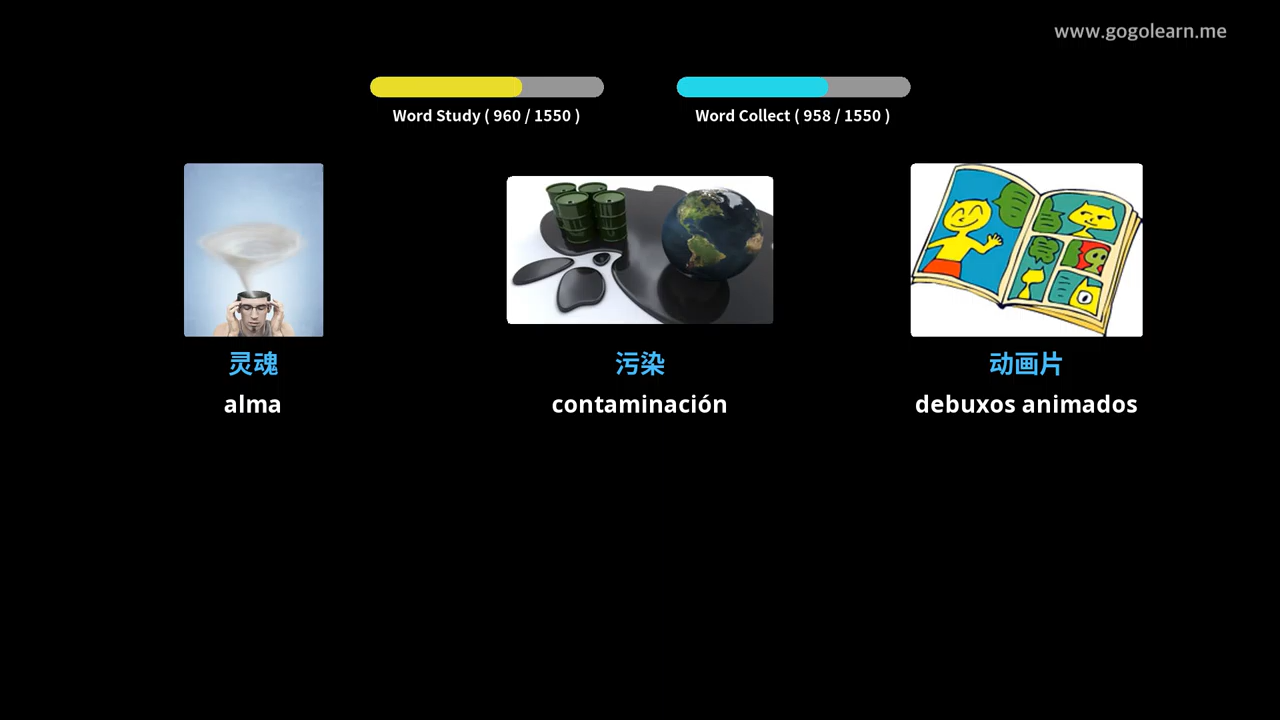 www.gogolearn.me
Word Study ( 960 / 1550 )
Word Collect ( 958 / 1550 )
灵魂
污染
动画片
alma
contaminación
debuxos animados